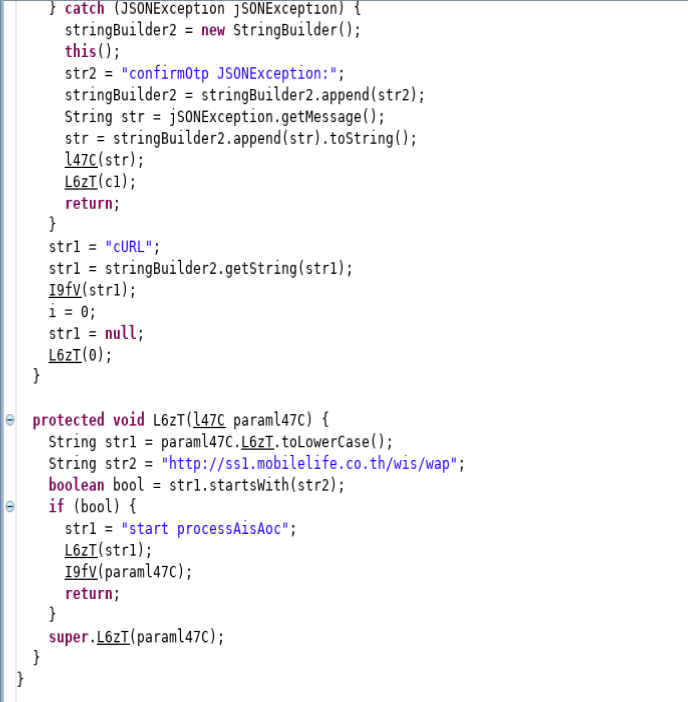 } catch (JSONException jSONException) {
stringBuilder2 = new StringBuilder();
this();
str2 = "confirmOtp JSONException:";
stringBuilder2 = stringBuilder2.append(str2);
String str = jSONException.getMessage();
str = stringBuilder2.append(str).toString();
l47C(str);
L6zT(c1);
return;
}
str1 = "cURL";
str1 = stringBuilder2.getString(str1);
I9fV(str1);
i = 0;
str1 = null;
L6zT(0);
}
protected void L6zT(l47C paraml47C) {
String str1 = paraml47C.L6zT.toLowerCase();
String str2 = "http://ss1.mobilelife.co.th/wis/wap";
boolean bool = str1.startsWith(str2);
if (bool) {
str1 = "start processAisAoc";
L6zT(str1);
I9fV(paraml47C);
return;
}
super.L6zT(paraml47C);
}
}